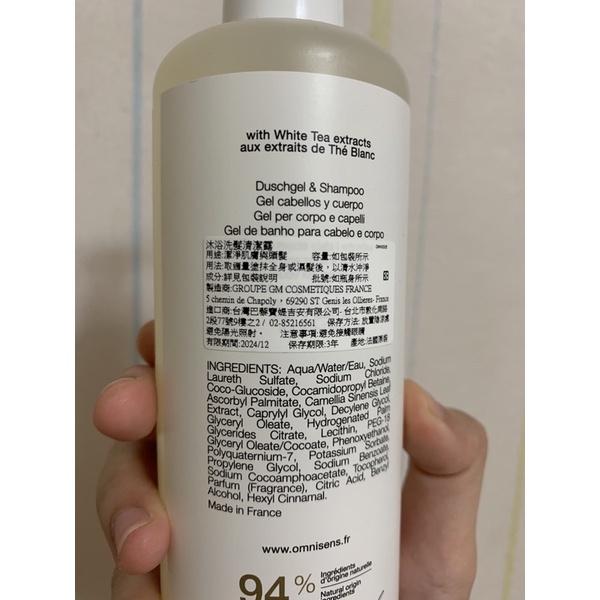 with White Tea extracts
aux extraits de Thé Blanc
Duschgel & Shampoo
Gel cabellos y cuerpo
Gel per corpo e capelli
Gel de banho para cabelo e corpo
沐浴洗髮清潔露 OMNISENS
用途:潔淨肌膚與頭髮 容量:如包裝所示
用法:取適量塗抹全身或濕髮後，以清水沖淨
成分:詳見包裝說明 批號:如瓶身所示
製造商:GROUPE GM COSMETIQUES FRANCE
5 chemin de Chapoly, 69290 ST Genis les Ollieres- France
進口商:台灣巴黎寶媞吉安有限公司- 台北市敦化南路
2段77號9樓之2 / 02-85216561 保存方法: 放置陰涼處
避免陽光照射。 注意事項:避免接觸眼睛
有限期限:2024/12 保存期限:3年 產地:法國原裝
INGREDIENTS: Aqua/Water/Eau, Sodium
Laureth Sulfate, Sodium Chloride,
Coco-Glucoside, Cocamidopropyl Betaine,
Ascorbyl Palmitate, Camellia Sinensis Leaf
Extract, Caprylyl Glycol, Decylene Glycol,
Glyceryl Oleate, Hydrogenated Palm
Glycerides Citrate, Lecithin, PEG-18
Glyceryl Oleate/Cocoate, Phenoxyethanol,
Polyquaternium-7, Potassium Sorbate,
Propylene Glycol, Sodium Benzoate,
Sodium Cocoamphoacetate, Tocopherol,
Parfum (Fragrance), Citric Acid, Benzyl
Alcohol, Hexyl Cinnamal.
Made in France
www.omnisens.fr
94% Ingrédients
d'origine naturelle
Natural origin
ingredients